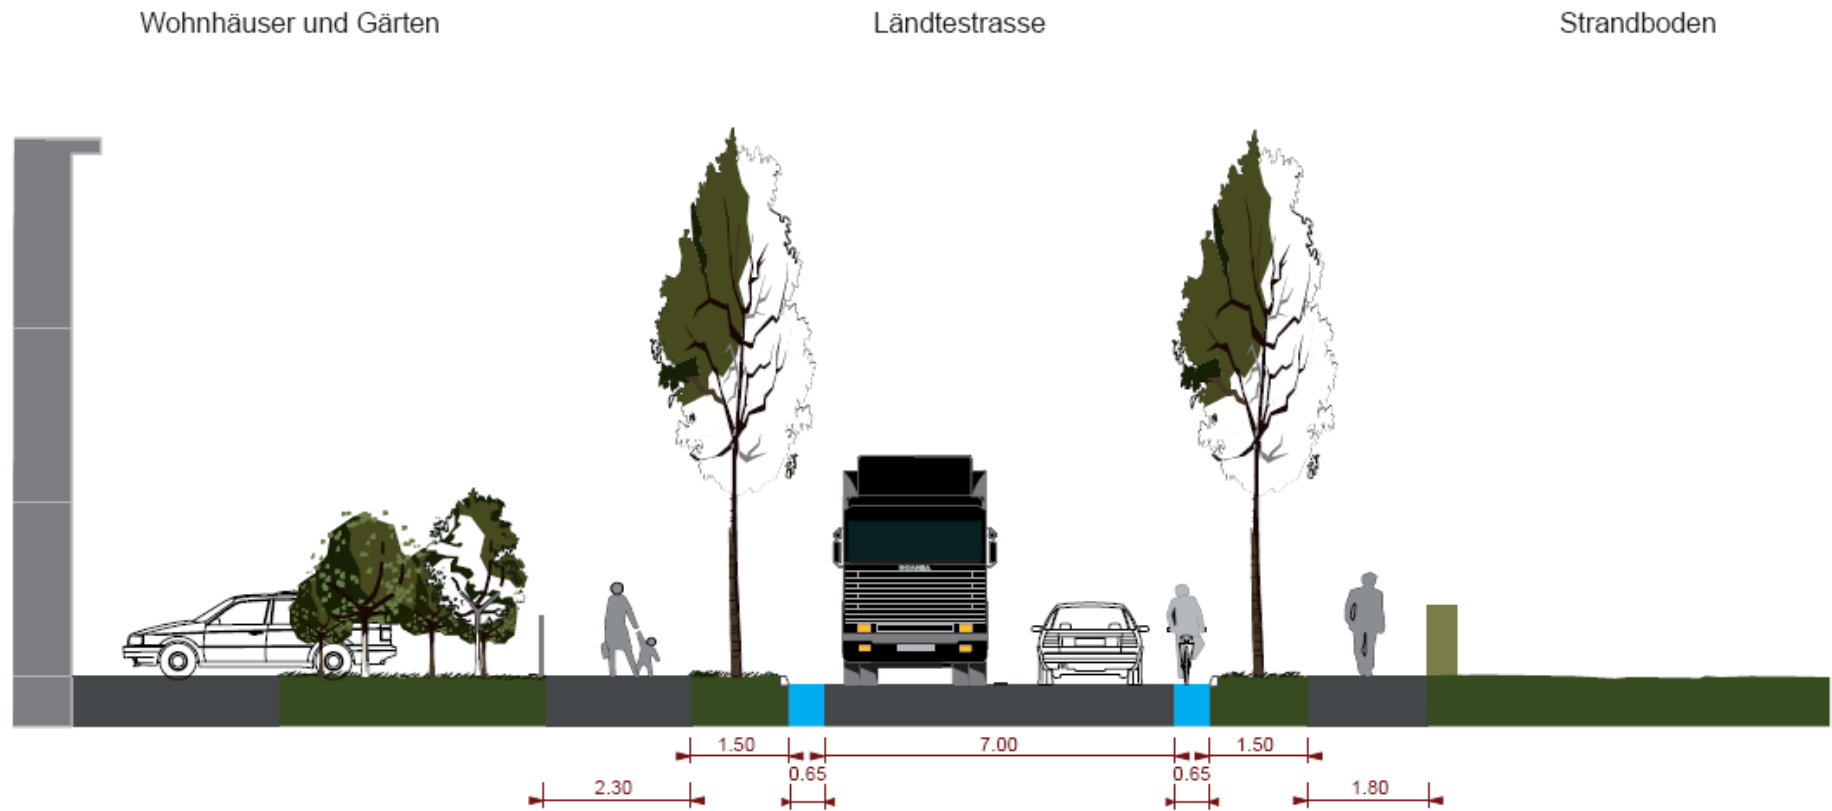 Wohnhäuser und Gärten
Ländtestrasse
Strandboden
SCANIA
1.50
7.00
1.50
0.65
0.65
2.30
1.80